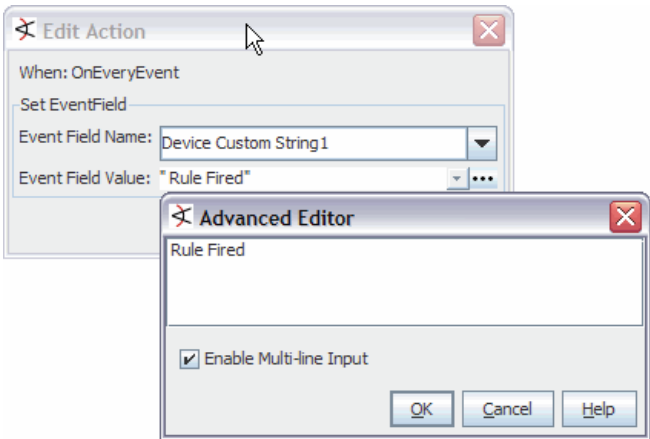 Edit Action
When: OnEveryEvent
Set EventField
Event Field Name: Device Custom String1
Event Field Value: " Rule Fired" •••
Advanced Editor
Rule Fired
Enable Multi-line Input
OK Cancel Help